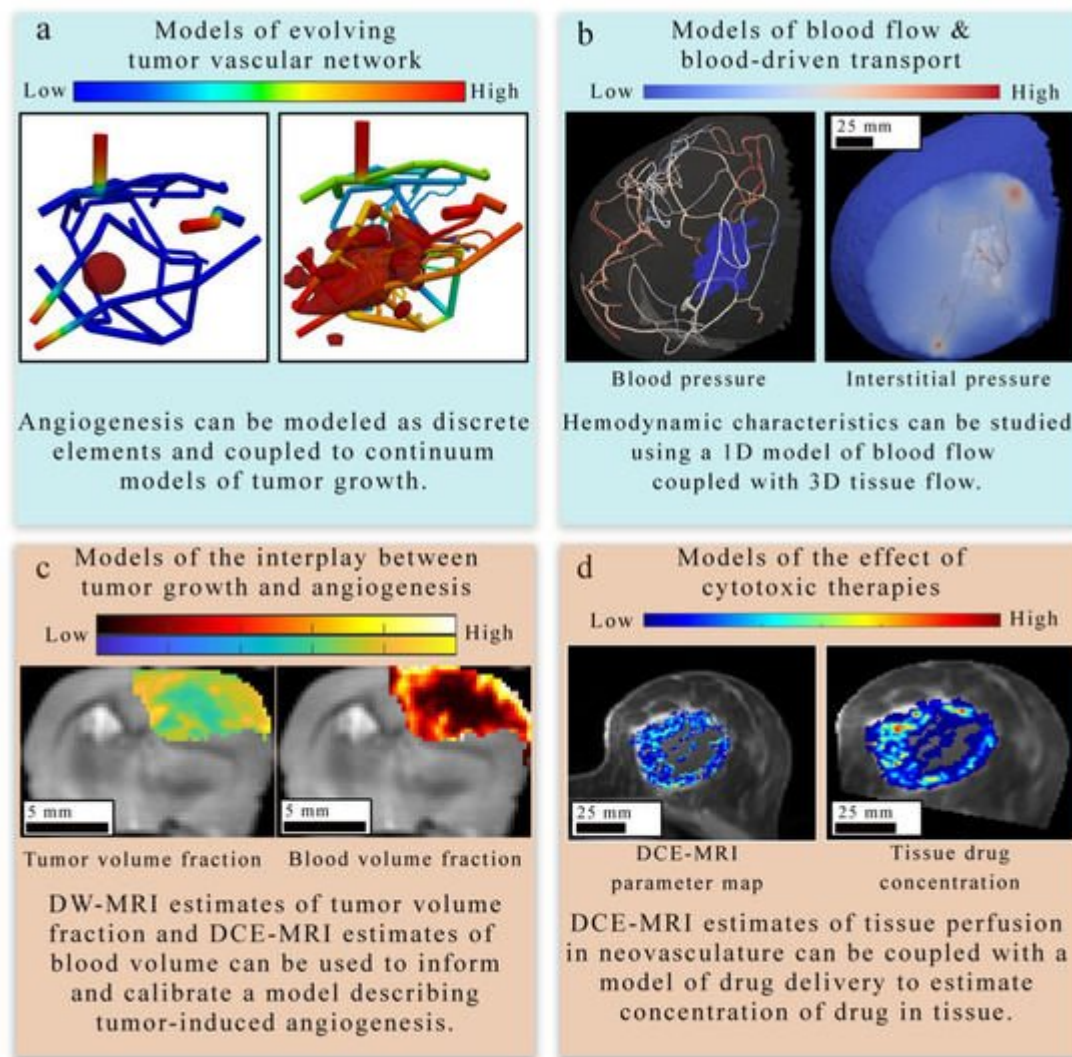 a
Models of evolving
tumor vascular network
Low
High
Angiogenesis can be modeled as discrete
elements and coupled to continuum
models of tumor growth.
b
Models of blood flow &
blood-driven transport
Low
High
25 mm
Blood pressure
Interstitial pressure
Hemodynamic characteristics can be studied
using a 1D model of blood flow
coupled with 3D tissue flow.
c
Models of the interplay between
tumor growth and angiogenesis
Low
High
5 mm
5 mm
Tumor volume fraction
Blood volume fraction
DW-MRI estimates of tumor volume
fraction and DCE-MRI estimates of
blood volume can be used to inform
and calibrate a model describing
tumor-induced angiogenesis.
d
Models of the effect of
cytotoxic therapies
Low
High
25 mm
25 mm
DCE-MRI
parameter map
Tissue drug
concentration
DCE-MRI estimates of tissue perfusion
in neovasculature can be coupled with a
model of drug delivery to estimate
concentration of drug in tissue.